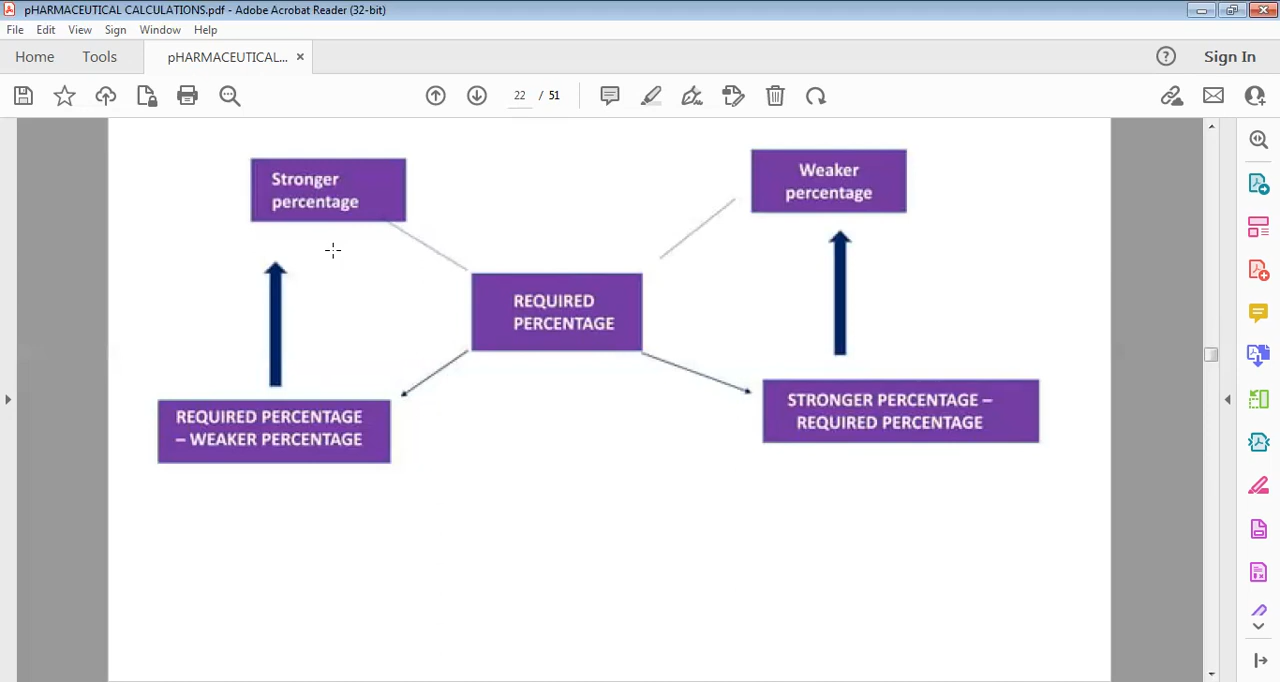 pHARMACEUTICAL CALCULATIONS.pdf - Adobe Acrobat Reader (32-bit)
File Edit View Sign Window Help
Home Tools pHARMACEUTICAL... × Sign In
22 / 51
Stronger
percentage
Weaker
percentage
REQUIRED
PERCENTAGE
REQUIRED PERCENTAGE
– WEAKER PERCENTAGE
STRONGER PERCENTAGE –
REQUIRED PERCENTAGE